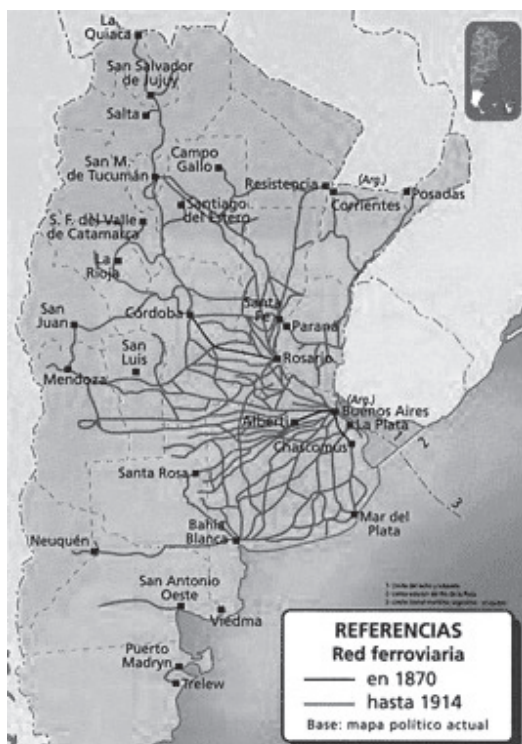 La
Quiaca
San Salvador
de Jujuy
Salta
San M.
de Tucumán
Campo
Gallo
Resistencia
(Arg.)
Corrientes
Posadas
Santiago
del Estero
S. F. del Valle
de Catamarca
La
Rioja
Córdoba
Santa
Fe
Paraná
San
Juan
San
Luis
Rosario
Mendoza
(Arg.)
Buenos Aires
La Plata
Alberti
Chascomús
1
2
3
Santa Rosa
Mar del
Plata
Bahía
Blanca
Neuquén
San Antonio
Oeste
Viedma
Puerto
Madryn
Trelew
REFERENCIAS
Red ferroviaria
en 1870
hasta 1914
Base: mapa político actual